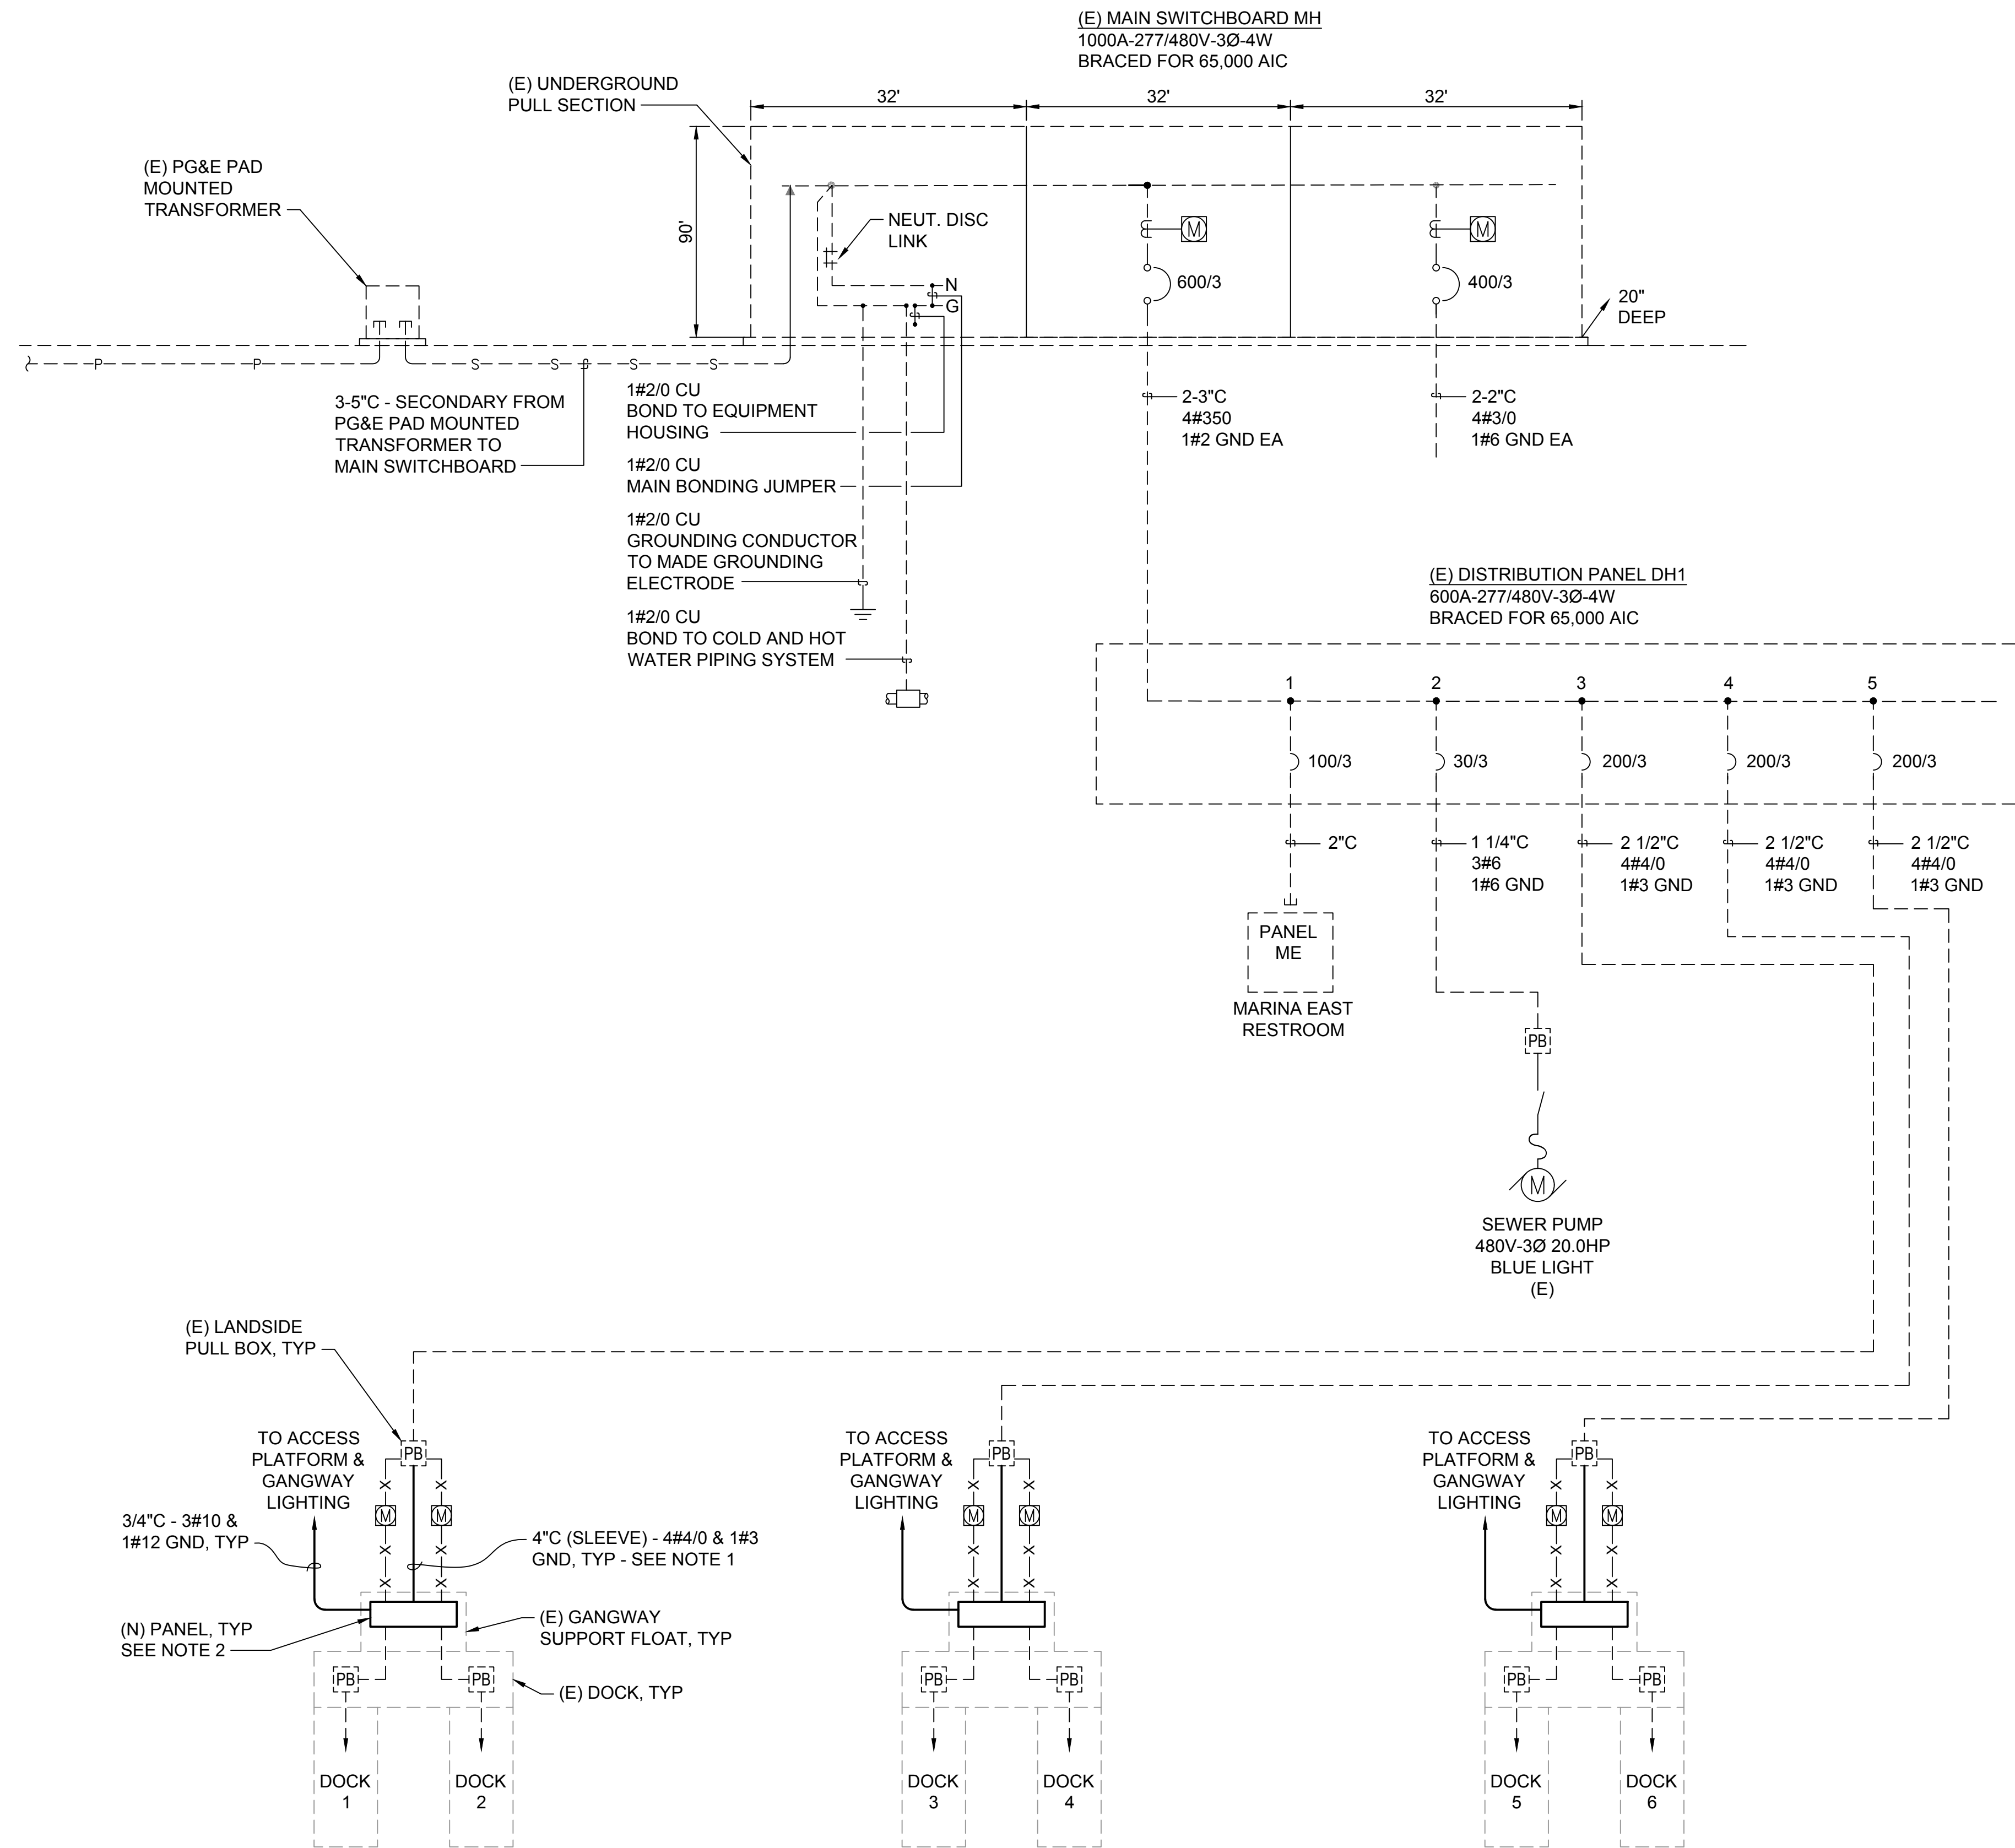 (E) MAIN SWITCHBOARD MH
1000A-277/480V-3Ø-4W
BRACED FOR 65,000 AIC
(E) UNDERGROUND
PULL SECTION
32'
32'
32'
(E) PG&E PAD
MOUNTED
TRANSFORMER
90'
NEUT. DISC
LINK
M
M
600/3
400/3
N
G
20"
DEEP
P
P
S
S
S
S
3-5"C - SECONDARY FROM
PG&E PAD MOUNTED
TRANSFORMER TO
MAIN SWITCHBOARD
1#2/0 CU
BOND TO EQUIPMENT
HOUSING
1#2/0 CU
MAIN BONDING JUMPER
1#2/0 CU
GROUNDING CONDUCTOR
TO MADE GROUNDING
ELECTRODE
1#2/0 CU
BOND TO COLD AND HOT
WATER PIPING SYSTEM
2-3"C
4#350
1#2 GND EA
2-2"C
4#3/0
1#6 GND EA
(E) DISTRIBUTION PANEL DH1
600A-277/480V-3Ø-4W
BRACED FOR 65,000 AIC
1
2
3
4
5
100/3
30/3
200/3
200/3
200/3
2"C
1 1/4"C
3#6
1#6 GND
2 1/2"C
4#4/0
1#3 GND
2 1/2"C
4#4/0
1#3 GND
2 1/2"C
4#4/0
1#3 GND
PANEL
ME
MARINA EAST
RESTROOM
PB
M
SEWER PUMP
480V-3Ø 20.0HP
BLUE LIGHT
(E)
(E) LANDSIDE
PULL BOX, TYP
TO ACCESS
PLATFORM &
GANGWAY
LIGHTING
PB
M
M
3/4"C - 3#10 &
1#12 GND, TYP
4"C (SLEEVE) - 4#4/0 & 1#3
GND, TYP - SEE NOTE 1
(N) PANEL, TYP
SEE NOTE 2
(E) GANGWAY
SUPPORT FLOAT, TYP
PB
PB
(E) DOCK, TYP
DOCK
1
DOCK
2
TO ACCESS
PLATFORM &
GANGWAY
LIGHTING
PB
M
M
PB
PB
DOCK
3
DOCK
4
TO ACCESS
PLATFORM &
GANGWAY
LIGHTING
PB
M
M
PB
PB
DOCK
5
DOCK
6